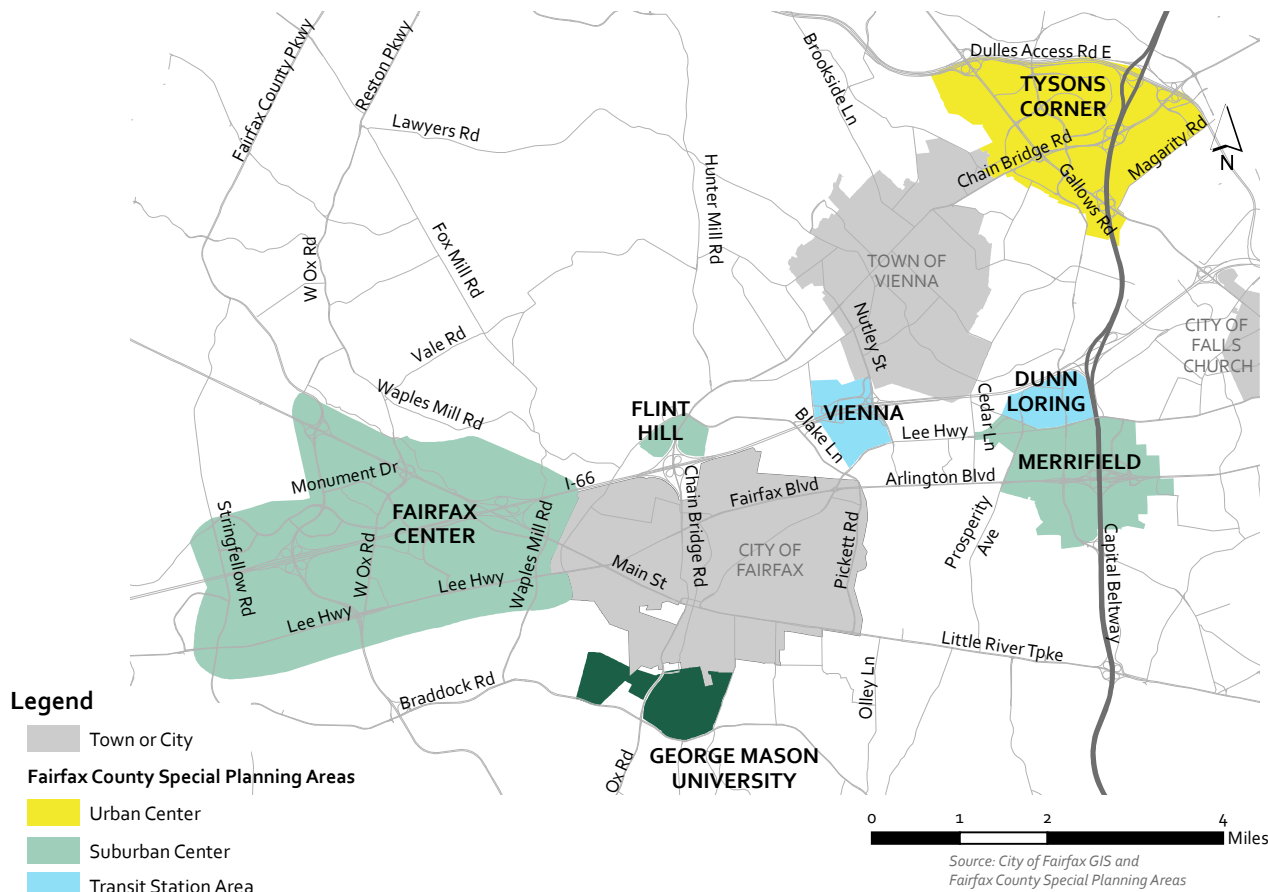 Fairfax County Pkwy
Reston Pkwy
Brookside Ln
Dulles Access Rd E
TYSONS
CORNER
Lawyers Rd
Hunter Mill Rd
Chain Bridge Rd
Magarity Rd
Gallows Rd
N
W Ox Rd
Fox Mill Rd
TOWN OF
VIENNA
Nutley St
CITY OF
FALLS
CHURCH
Vale Rd
Waples Mill Rd
FLINT
HILL
VIENNA
DUNN
LORING
Cedar Ln
Blake Ln
Lee Hwy
MERRIFIELD
Arlington Blvd
Monument Dr
I-66
Chain Bridge Rd
Fairfax Blvd
Stringfellow Rd
FAIRFAX
CENTER
W Ox Rd
Waples Mill Rd
Main St
CITY OF
FAIRFAX
Pickett Rd
Prosperity
Ave
Capital Beltway
Lee Hwy
Lee Hwy
Little River Tpke
Olley Ln
Braddock Rd
Ox Rd
GEORGE MASON
UNIVERSITY
Legend
Town or City
Fairfax County Special Planning Areas
Urban Center
Suburban Center
Transit Station Area
0 1 2 4
Miles
Source: City of Fairfax GIS and
Fairfax County Special Planning Areas